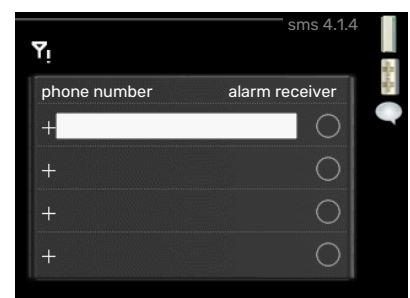 sms 4.1.4
phone number alarm receiver
+
+
+
+